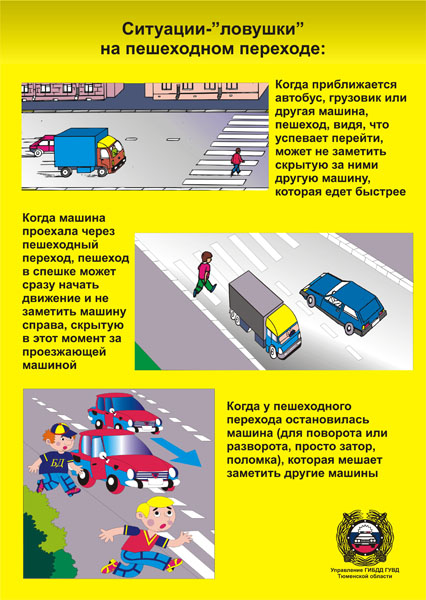 Ситуации-”ловушки”
на пешеходном переходе:
Когда приближается
автобус, грузовик или
другая машина,
пешеход, видя, что
успевает перейти,
может не заметить
скрытую за ними
другую машину,
которая едет быстрее
Когда машина
проехала через
пешеходный
переход, пешеход
в спешке может
сразу начать
движение и не
заметить машину
справа, скрытую
в этот момент за
проезжающей
машиной
БД
Когда у пешеходного
перехода остановилась
машина (для поворота или
разворота, просто затор,
поломка), которая мешает
заметить другие машины
Управление ГИБДД ГУВД
Тюменской области